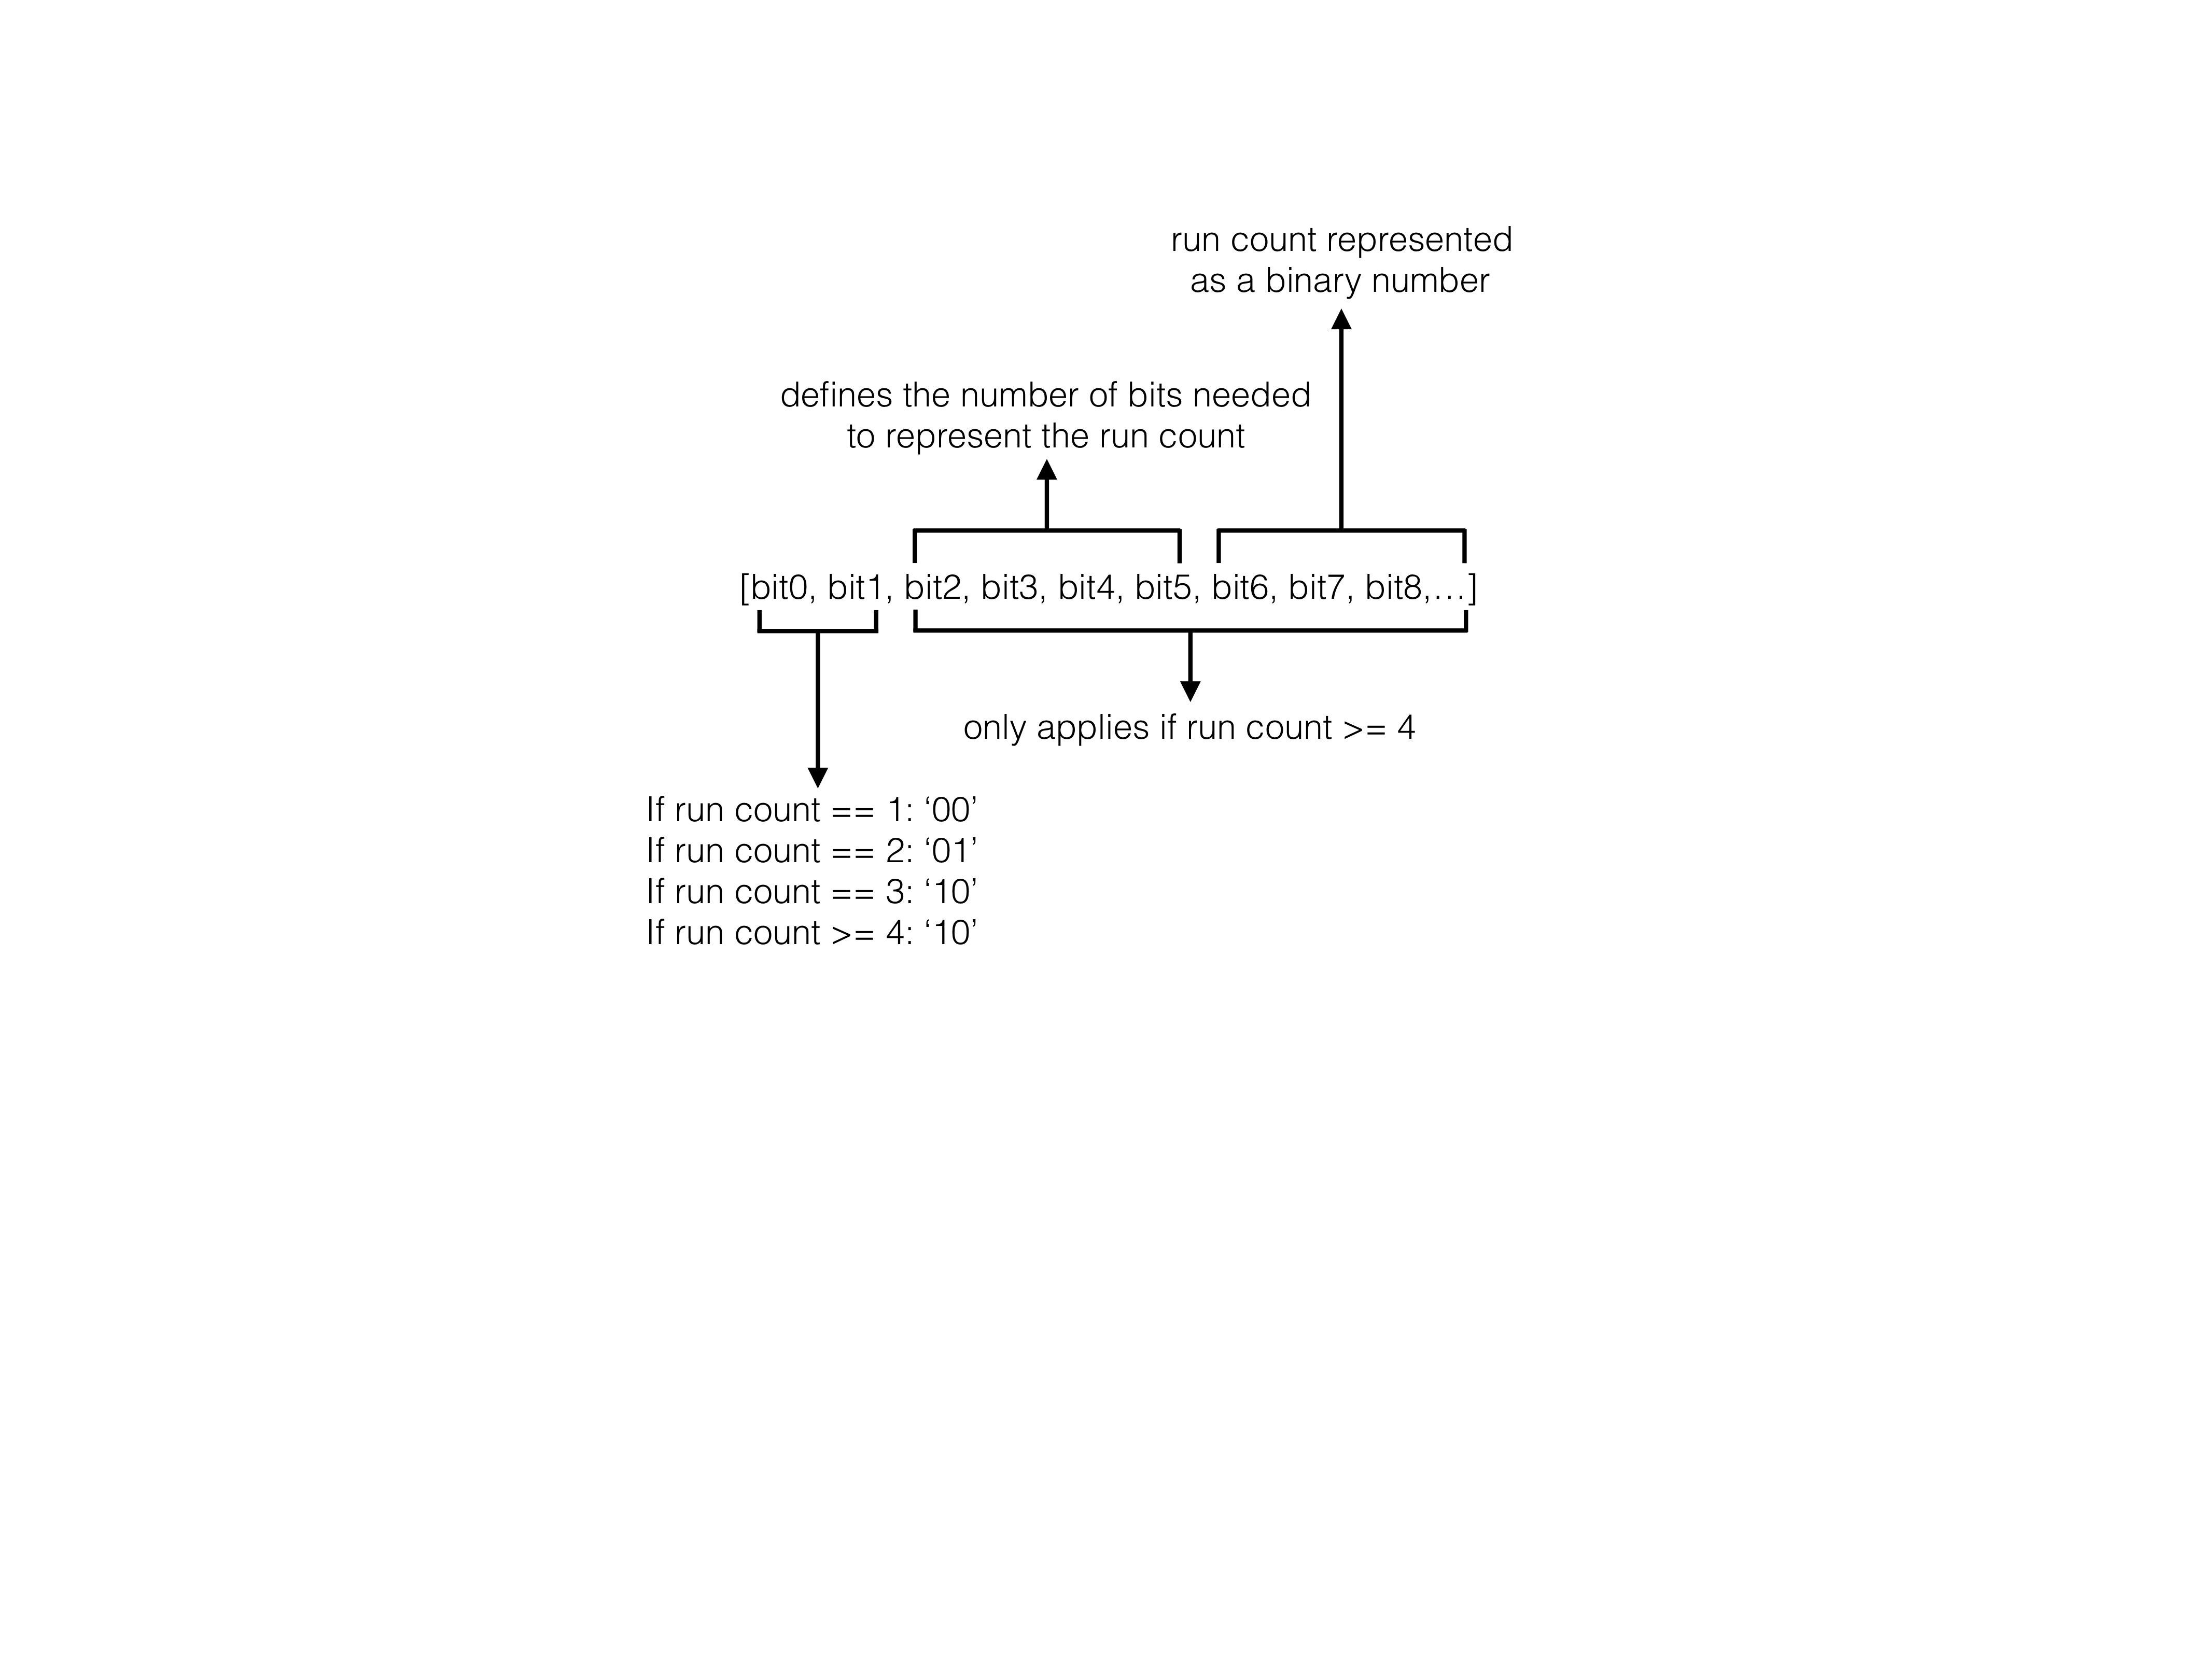 run count represented
as a binary number
defines the number of bits needed
to represent the run count
[bit0, bit1, bit2, bit3, bit4, bit5, bit6, bit7, bit8,…]
only applies if run count >= 4
If run count == 1: ‘00’
If run count == 2: ‘01’
If run count == 3: ‘10’
If run count >= 4: ‘10’